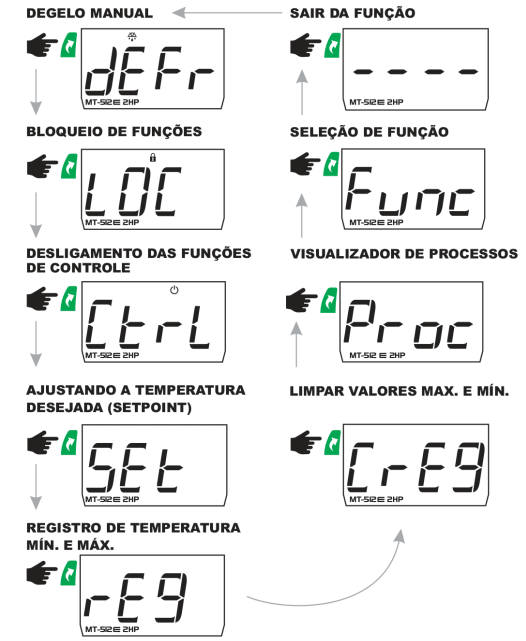 DEGELO MANUAL
dEFr
MT-512E 2HP
BLOQUEIO DE FUNÇÕES
LOC
MT-512E 2HP
DESLIGAMENTO DAS FUNÇÕES
DE CONTROLE
CtrL
MT-512E 2HP
AJUSTANDO A TEMPERATURA
DESEJADA (SETPOINT)
SEt
MT-512E 2HP
REGISTRO DE TEMPERATURA
MÍN. E MÁX.
rEg
MT-512E 2HP
LIMPAR VALORES MAX. E MÍN.
CrEg
MT-512E 2HP
VISUALIZADOR DE PROCESSOS
Proc
MT-512E 2HP
SELEÇÃO DE FUNÇÃO
Func
MT-512E 2HP
SAIR DA FUNÇÃO
- - - -
MT-512E 2HP